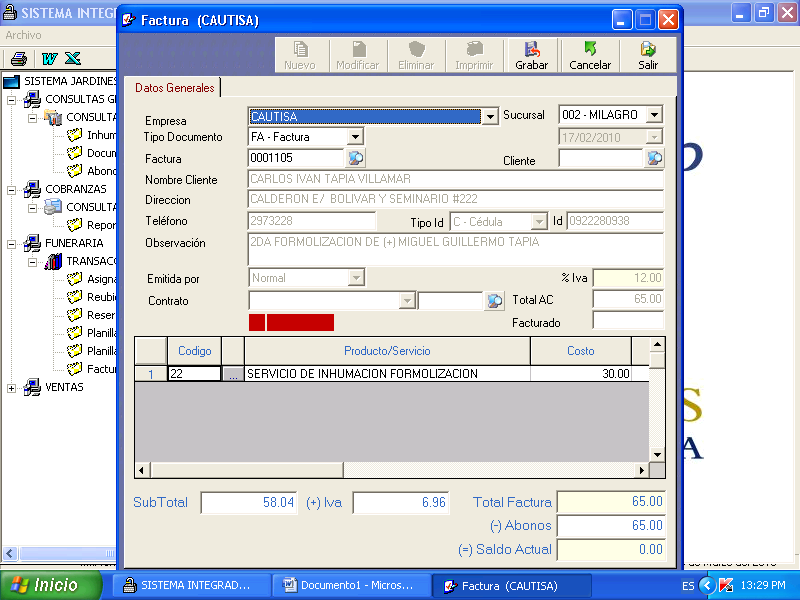 SISTEMA INTEGR
Factura (CAUTISA)
Archivo
Nuevo Modificar Eliminar Imprimir Grabar Cancelar Salir
SISTEMA JARDINES
CONSULTAS G
CONSULTA
Inhum
Docum
Abono
COBRANZAS
CONSULTA
Repor
FUNERARIA
TRANSACC
Asigna
Reubi
Reser
Planilla
Planilla
Factu
VENTAS
Datos Generales
Empresa CAUTISA Sucursal 002 - MILAGRO
Tipo Documento FA - Factura 17/02/2010
Factura 0001105 Cliente
Nombre Cliente CARLOS IVAN TAPIA VILLAMAR
Direccion CALDERON E/ BOLIVAR Y SEMINARIO #222
Teléfono 2973228 Tipo Id C - Cédula Id 0922280938
Observación 2DA FORMOLIZACION DE (+) MIGUEL GUILLERMO TAPIA
Emitida por Normal % Iva 12.00
Contrato Total AC 65.00
Facturado
Codigo Producto/Servicio Costo
1 22 ... SERVICIO DE INHUMACION FORMOLIZACION 30.00
SubTotal 58.04 (+) Iva 6.96 Total Factura 65.00
(-) Abonos 65.00
(=) Saldo Actual 0.00
S
A
Inicio SISTEMA INTEGRAD... Documento1 - Micros... Factura (CAUTISA) ES 13:29 PM